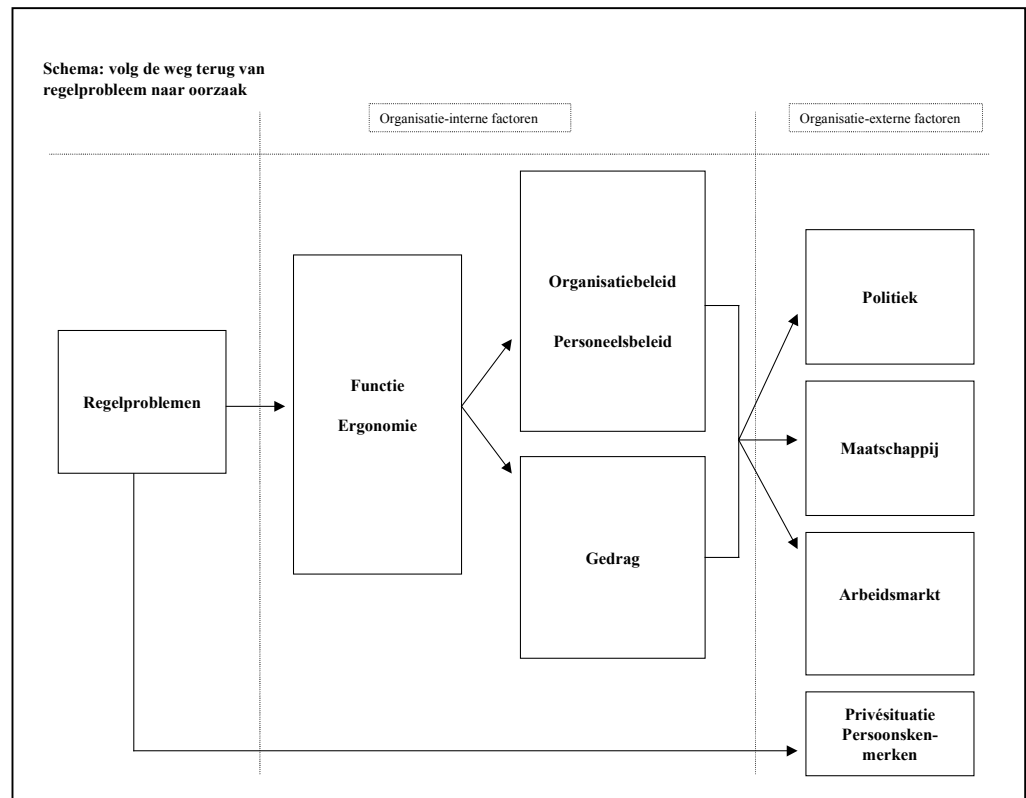 Schema: volg de weg terug van
regelprobleem naar oorzaak
Organisatie-interne factoren
Organisatie-externe factoren
Regelproblemen
Functie
Ergonomie
Organisatiebeleid
Personeelsbeleid
Gedrag
Politiek
Maatschappij
Arbeidsmarkt
Privésituatie
Persoonsken-
merken